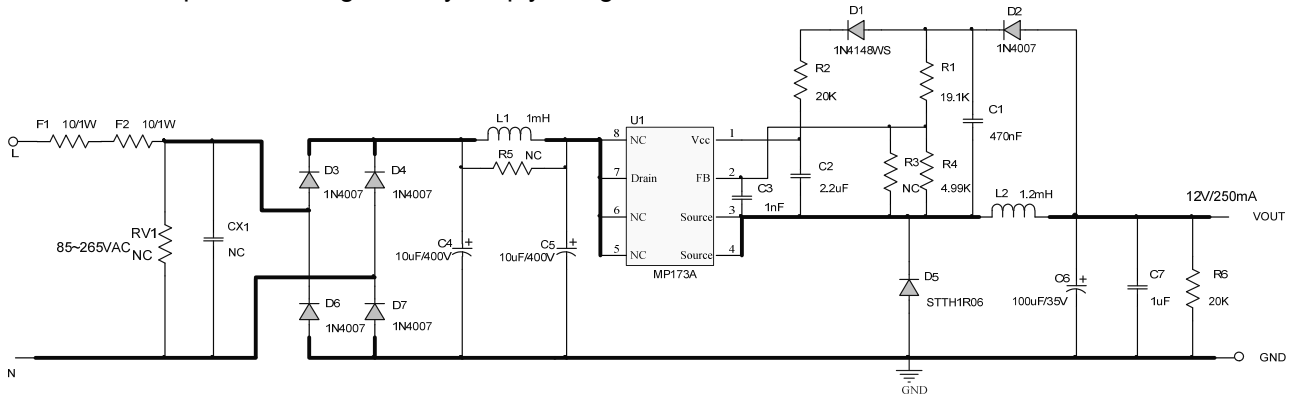 D1
1N4148WS
D2
1N4007
R2
20K
R1
19.1K
C1
470nF
F1 10/1W F2 10/1W
L
L1 1mH
R5 NC
U1
8 NC Vcc 1
7 Drain FB 2
6 NC Source 3
5 NC Source 4
MP173A
C2
2.2uF
C3
1nF
R3
NC
R4
4.99K
L2 1.2mH
12V/250mA
VOUT
D3
1N4007
D4
1N4007
85~265VAC
RV1
NC
CX1
NC
C4
10uF/400V
C5
10uF/400V
D5
STTH1R06
C6
100uF/35V
C7
1uF
R6
20K
D6
1N4007
D7
1N4007
N
GND
GND